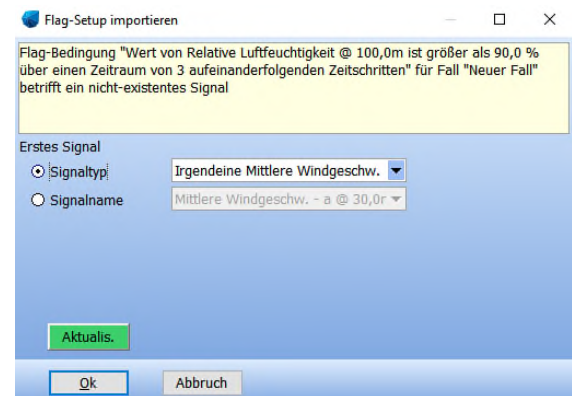 Flag-Setup importieren
Flag-Bedingung "Wert von Relative Luftfeuchtigkeit @ 100,0m ist größer als 90,0 %
über einen Zeitraum von 3 aufeinanderfolgenden Zeitschritten" für Fall "Neuer Fall"
betrifft ein nicht-existentes Signal
Erstes Signal
Signaltyp Irgendeine Mittlere Windgeschw.
Signalname Mittlere Windgeschw. - a @ 30,0r
Aktualis.
Ok Abbruch